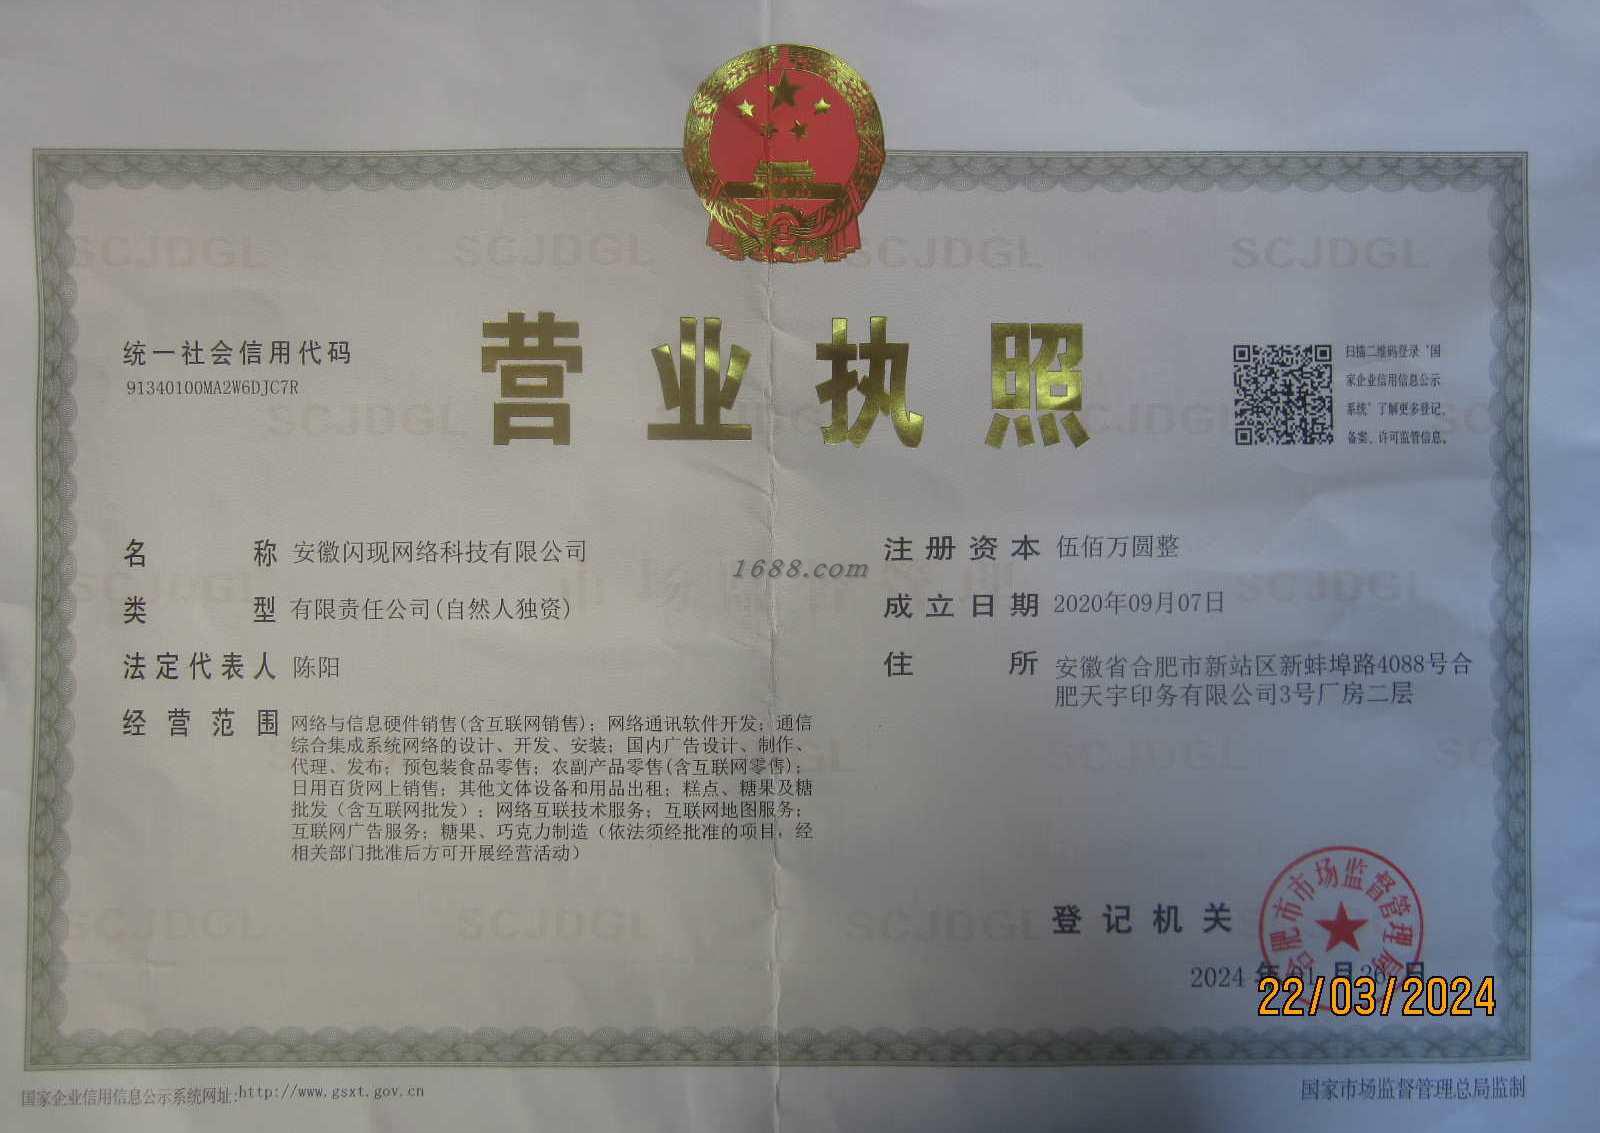 营业执照
统一社会信用代码
91340100MA2W6DJC7R
扫描二维码登录“国
家企业信用信息公示
系统”了解更多登记、
备案、许可监管信息。
名称 安徽闪现网络科技有限公司
类型 有限责任公司(自然人独资)
法定代表人 陈阳
经营范围 网络与信息硬件销售(含互联网销售)；网络通讯软件开发；通信
综合集成系统网络的设计、开发、安装；国内广告设计、制作、
代理、发布；预包装食品零售；农副产品零售(含互联网零售)；
日用百货网上销售；其他文体设备和用品出租；糕点、糖果及糖
批发（含互联网批发）；网络互联技术服务；互联网地图服务；
互联网广告服务；糖果、巧克力制造（依法须经批准的项目，经
相关部门批准后方可开展经营活动）
1688.com
注册资本 伍佰万圆整
成立日期 2020年09月07日
住所 安徽省合肥市新站区新蚌埠路4088号合
肥天宇印务有限公司3号厂房二层
登记机关
合肥市市场监督管理局
2024年01月26日
22/03/2024
国家企业信用信息公示系统网址:http://www.gsxt.gov.cn
国家市场监督管理总局监制
SCJDGL SCJDGL SCJDGL SCJDGL